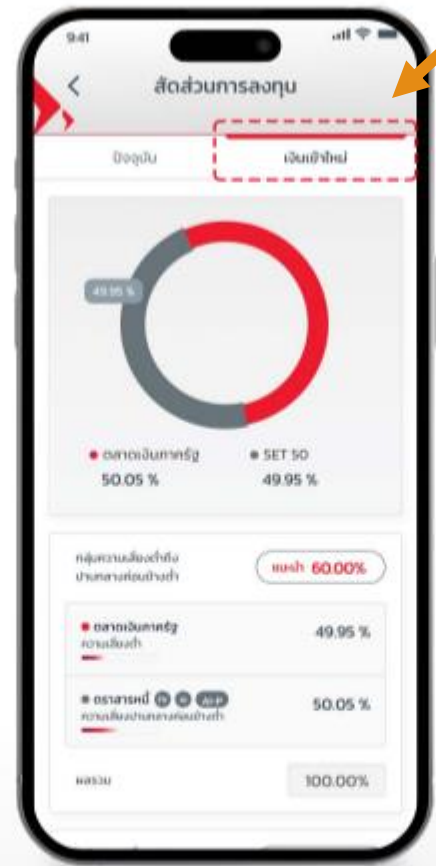 9:41
สัดส่วนการลงทุน
ปัจจุบัน เงินเข้าใหม่
49.95 %
ตลาดเงินภาครัฐ SET 50
50.05 % 49.95 %
กลุ่มความเสี่ยงต่ำถึง
ปานกลางค่อนข้างต่ำ
แนะนำ 60.00%
ตลาดเงินภาครัฐ 49.95 %
ความเสี่ยงต่ำ
ตราสารหนี้ 50.05 %
ความเสี่ยงปานกลางค่อนข้างต่ำ
ผลรวม 100.00%